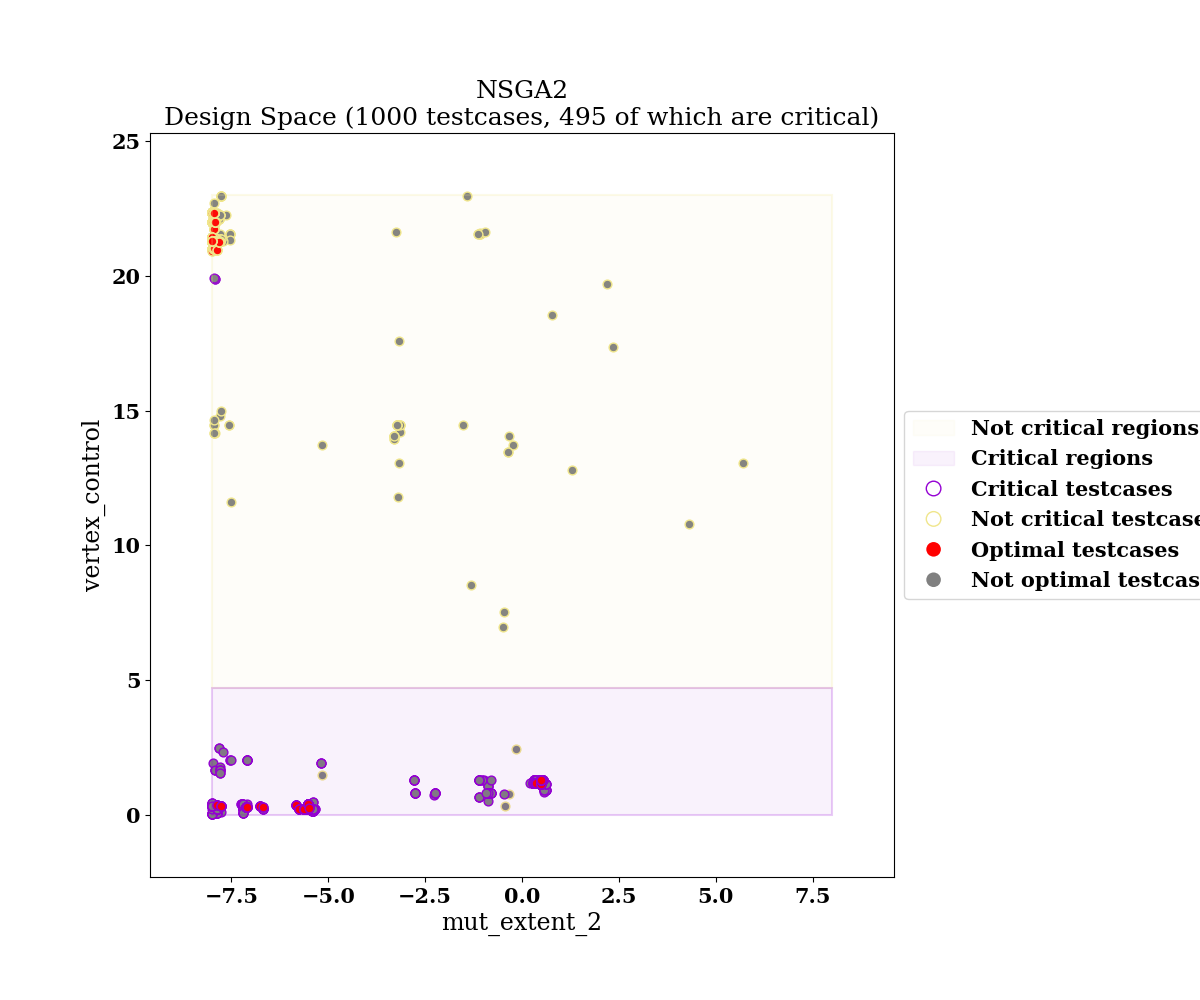 NSGA2
Design Space (1000 testcases, 495 of which are critical)
25
20
15
10
5
0
vertex_control
−7.5
−5.0
−2.5
0.0
2.5
5.0
7.5
mut_extent_2
Not critical regions
Critical regions
Critical testcases
Not critical testcase
Optimal testcases
Not optimal testcas